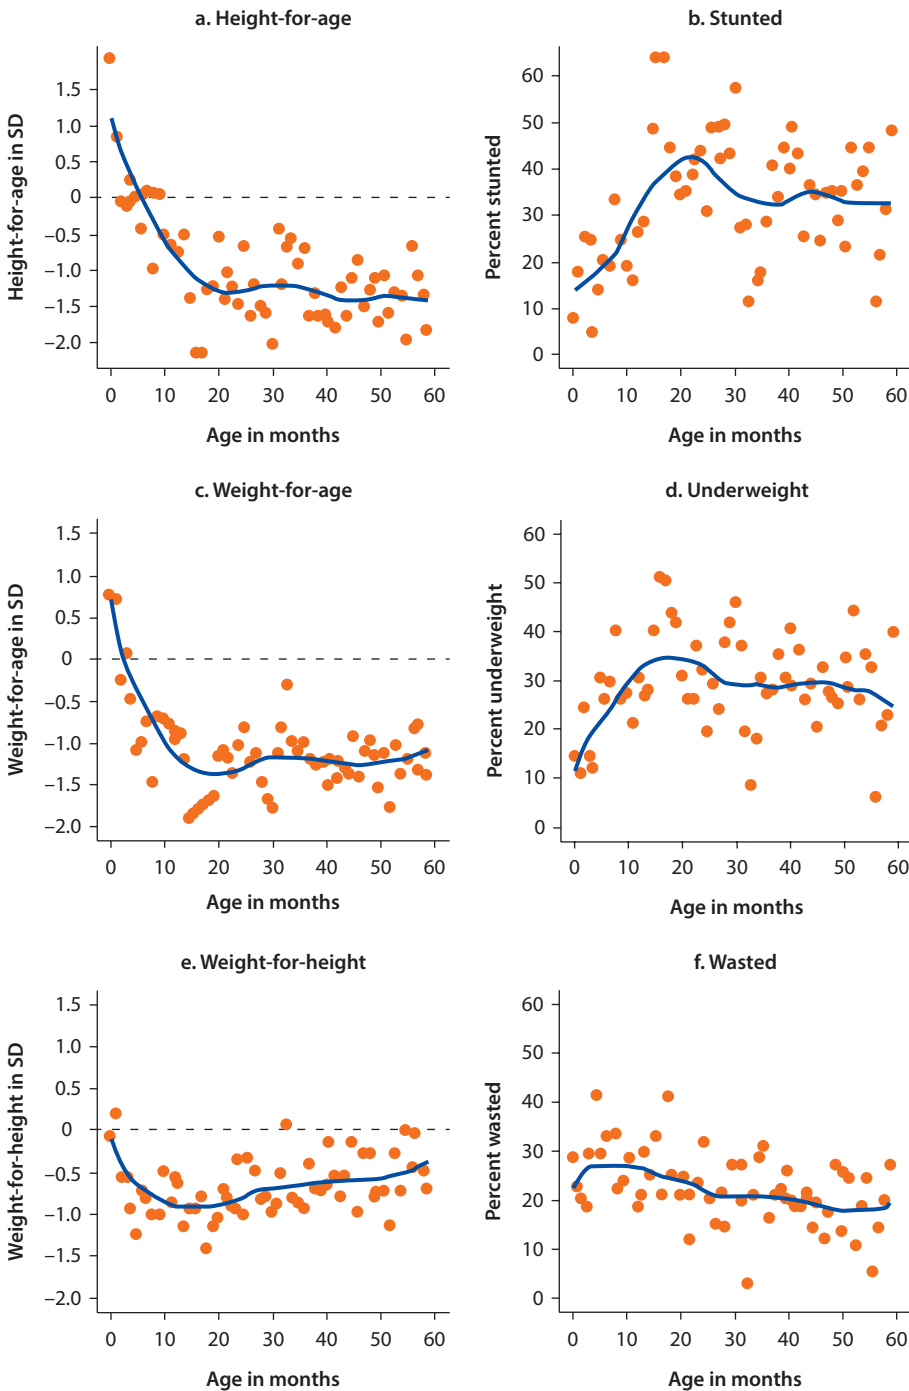 a. Height-for-age
Height-for-age in SD
1.5
1.0
0.5
0
–0.5
–1.0
–1.5
–2.0
0 10 20 30 40 50 60
Age in months
b. Stunted
Percent stunted
60
50
40
30
20
10
0
0 10 20 30 40 50 60
Age in months
c. Weight-for-age
Weight-for-age in SD
1.5
1.0
0.5
0
–0.5
–1.0
–1.5
–2.0
0 10 20 30 40 50 60
Age in months
d. Underweight
Percent underweight
60
50
40
30
20
10
0
0 10 20 30 40 50 60
Age in months
e. Weight-for-height
Weight-for-height in SD
1.5
1.0
0.5
0
–0.5
–1.0
–1.5
–2.0
0 10 20 30 40 50 60
Age in months
f. Wasted
Percent wasted
60
50
40
30
20
10
0
0 10 20 30 40 50 60
Age in months